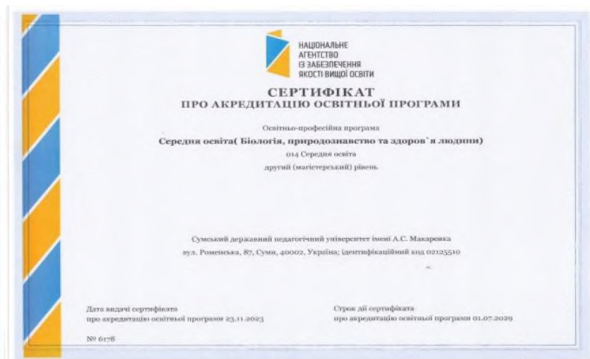 НАЦІОНАЛЬНЕ
АГЕНТСТВО
ІЗ ЗАБЕЗПЕЧЕННЯ
ЯКОСТІ ВИЩОЇ ОСВІТИ
СЕРТИФІКАТ
ПРО АКРЕДИТАЦІЮ ОСВІТНЬОЇ ПРОГРАМИ
Освітньо-професійна програма
Середня освіта( Біологія, природознавство та здоров`я людини)
014 Середня освіта
другий (магістерський) рівень
Сумський державний педагогічний університет імені А.С. Макаренка
вул. Роменська, 87, Суми, 40002, Україна; ідентифікаційний код 02125510
Дата видачі сертифіката
про акредитацію освітньої програми 23.11.2023
Строк дії сертифіката
про акредитацію освітньої програми 01.07.2029
№ 6178